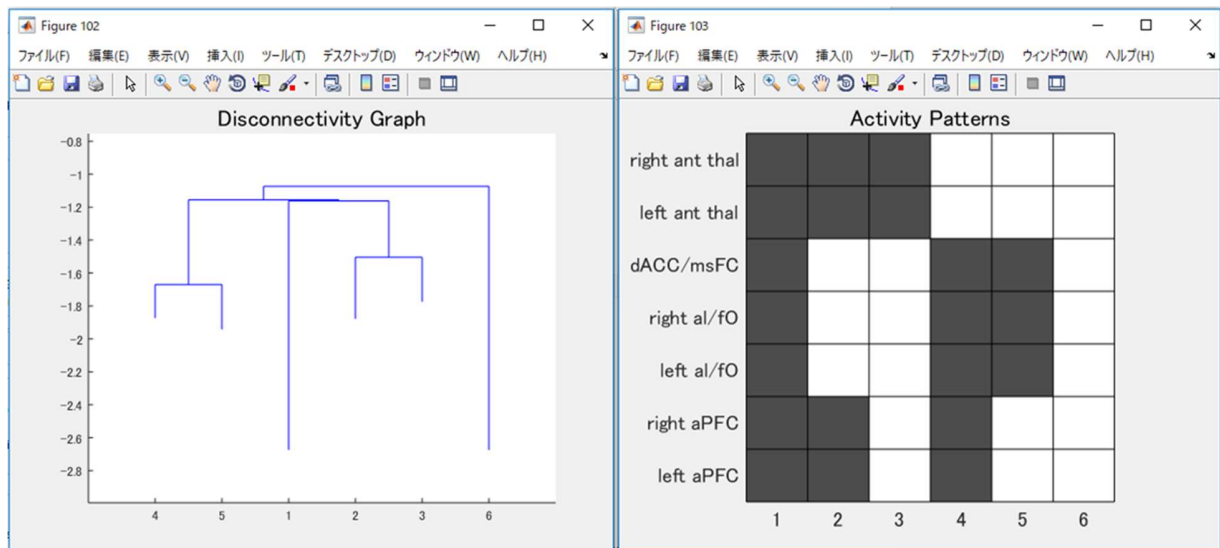 Figure 102
ファイル(F) 編集(E) 表示(V) 挿入(I) ツール(T) デスクトップ(D) ウィンドウ(W) ヘルプ(H)
Disconnectivity Graph
-0.8
-1
-1.2
-1.4
-1.6
-1.8
-2
-2.2
-2.4
-2.6
-2.8
4 5 1 2 3 6
Figure 103
ファイル(F) 編集(E) 表示(V) 挿入(I) ツール(T) デスクトップ(D) ウィンドウ(W) ヘルプ(H)
Activity Patterns
right ant thal
left ant thal
dACC/msFC
right aI/fO
left aI/fO
right aPFC
left aPFC
1 2 3 4 5 6